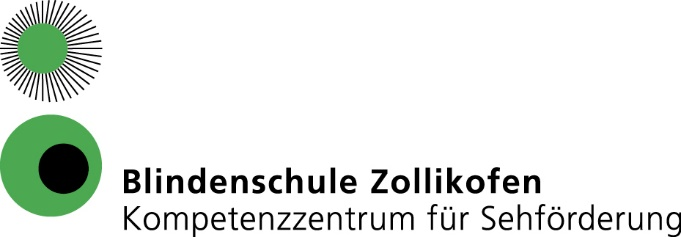 Blindenschule Zollikofen
Kompetenzzentrum für Sehförderung